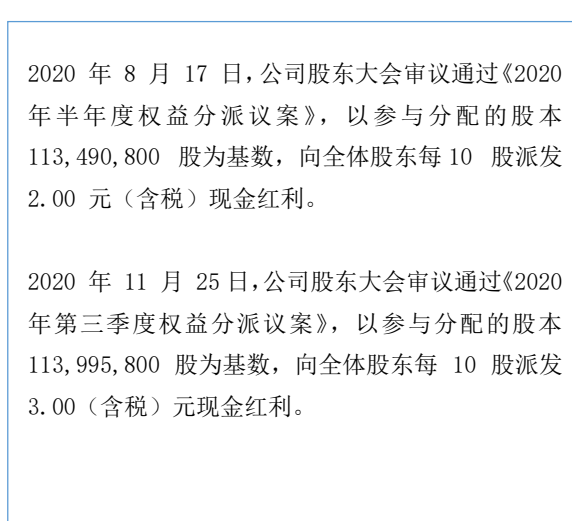 2020 年 8 月 17 日,公司股东大会审议通过《2020
年半年度权益分派议案》，以参与分配的股本
113,490,800 股为基数，向全体股东每 10 股派发
2.00 元（含税）现金红利。
2020 年 11 月 25 日,公司股东大会审议通过《2020
年第三季度权益分派议案》，以参与分配的股本
113,995,800 股为基数，向全体股东每 10 股派发
3.00（含税）元现金红利。